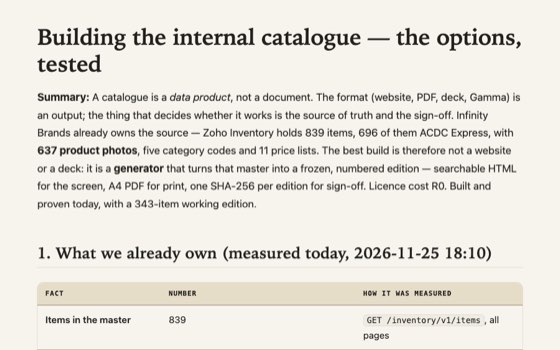 Building the internal catalogue — the options,
tested
Summary: A catalogue is a data product, not a document. The format (website, PDF, deck, Gamma) is
an output; the thing that decides whether it works is the source of truth and the sign-off. Infinity
Brands already owns the source — Zoho Inventory holds 839 items, 696 of them ACDC Express, with
637 product photos, five category codes and 11 price lists. The best build is therefore not a website
or a deck: it is a generator that turns that master into a frozen, numbered edition — searchable HTML
for the screen, A4 PDF for print, one SHA-256 per edition for sign-off. Licence cost R0. Built and
proven today, with a 343-item working edition.
1. What we already own (measured today, 2026-11-25 18:10)
FACT NUMBER HOW IT WAS MEASURED
Items in the master 839 GET /inventory/v1/items, all
pages